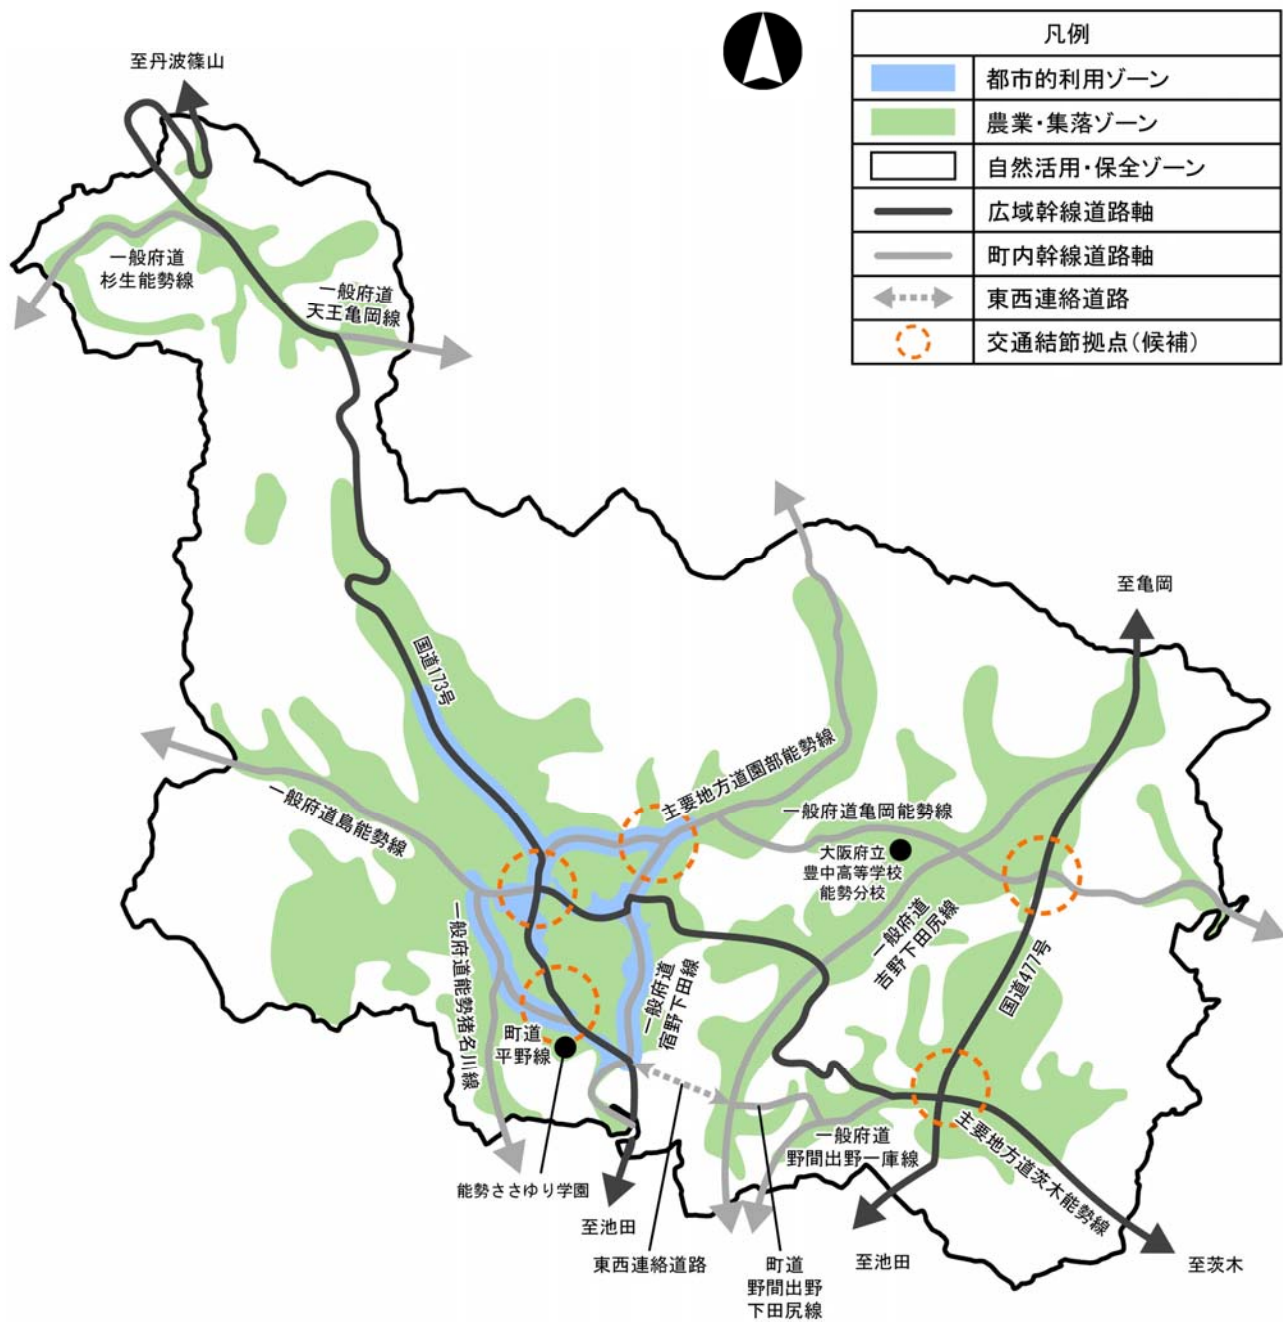 凡例
都市的利用ゾーン
農業・集落ゾーン
自然活用・保全ゾーン
広域幹線道路軸
町内幹線道路軸
東西連絡道路
交通結節拠点(候補)
至丹波篠山
一般府道
杉生能勢線
一般府道
天王亀岡線
至亀岡
国道173号
主要地方道園部能勢線
一般府道島能勢線
一般府道亀岡能勢線
大阪府立
豊中高等学校
能勢分校
一般府道
吉野下田尻線
国道477号
一般府道能勢猪名川線
一般府道
宿野下田線
町道
平野線
一般府道
野間出野一庫線
主要地方道茨木能勢線
能勢ささゆり学園
至池田
東西連絡道路
町道
野間出野
下田尻線
至池田
至茨木